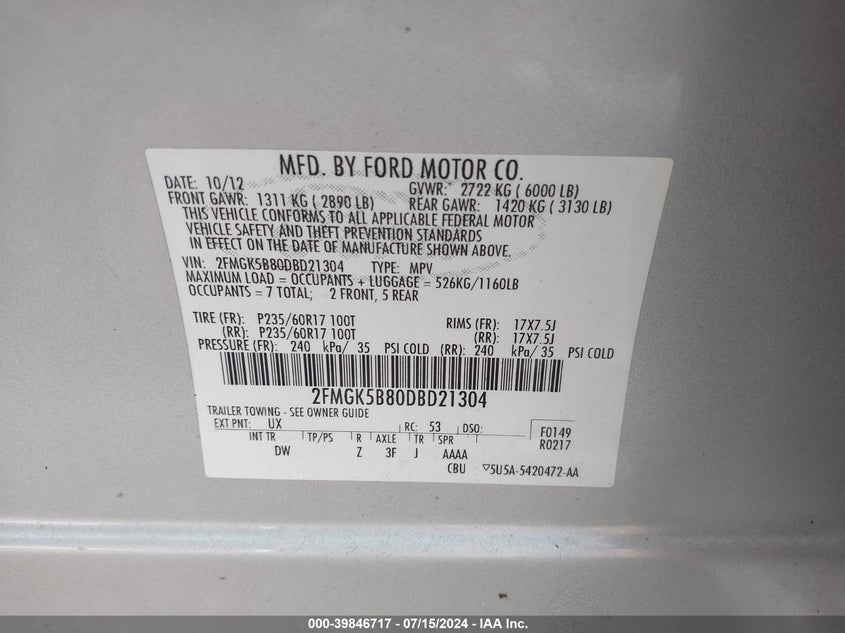 MFD. BY FORD MOTOR CO.
DATE: 10/12 GVWR: 2722 KG ( 6000 LB)
FRONT GAWR: 1311 KG ( 2890 LB) REAR GAWR: 1420 KG ( 3130 LB)
THIS VEHICLE CONFORMS TO ALL APPLICABLE FEDERAL MOTOR
VEHICLE SAFETY AND THEFT PREVENTION STANDARDS
IN EFFECT ON THE DATE OF MANUFACTURE SHOWN ABOVE.
VIN: 2FMGK5B80DBD21304 TYPE: MPV
MAXIMUM LOAD = OCCUPANTS + LUGGAGE = 526KG/1160LB
OCCUPANTS = 7 TOTAL; 2 FRONT, 5 REAR
TIRE (FR): P235/60R17 100T RIMS (FR): 17X7.5J
(RR): P235/60R17 100T (RR): 17X7.5J
PRESSURE (FR): 240 kPa/ 35 PSI COLD (RR): 240 kPa/ 35 PSI COLD
2FMGK5B80DBD21304
TRAILER TOWING - SEE OWNER GUIDE
EXT PNT: UX RC: 53 DSO: F0149
INT TR TP/PS R AXLE TR SPR R0217
DW Z 3F J AAAA
CBU ▽5U5A-5420472-AA
000-39846717 - 07/15/2024 - IAA Inc.